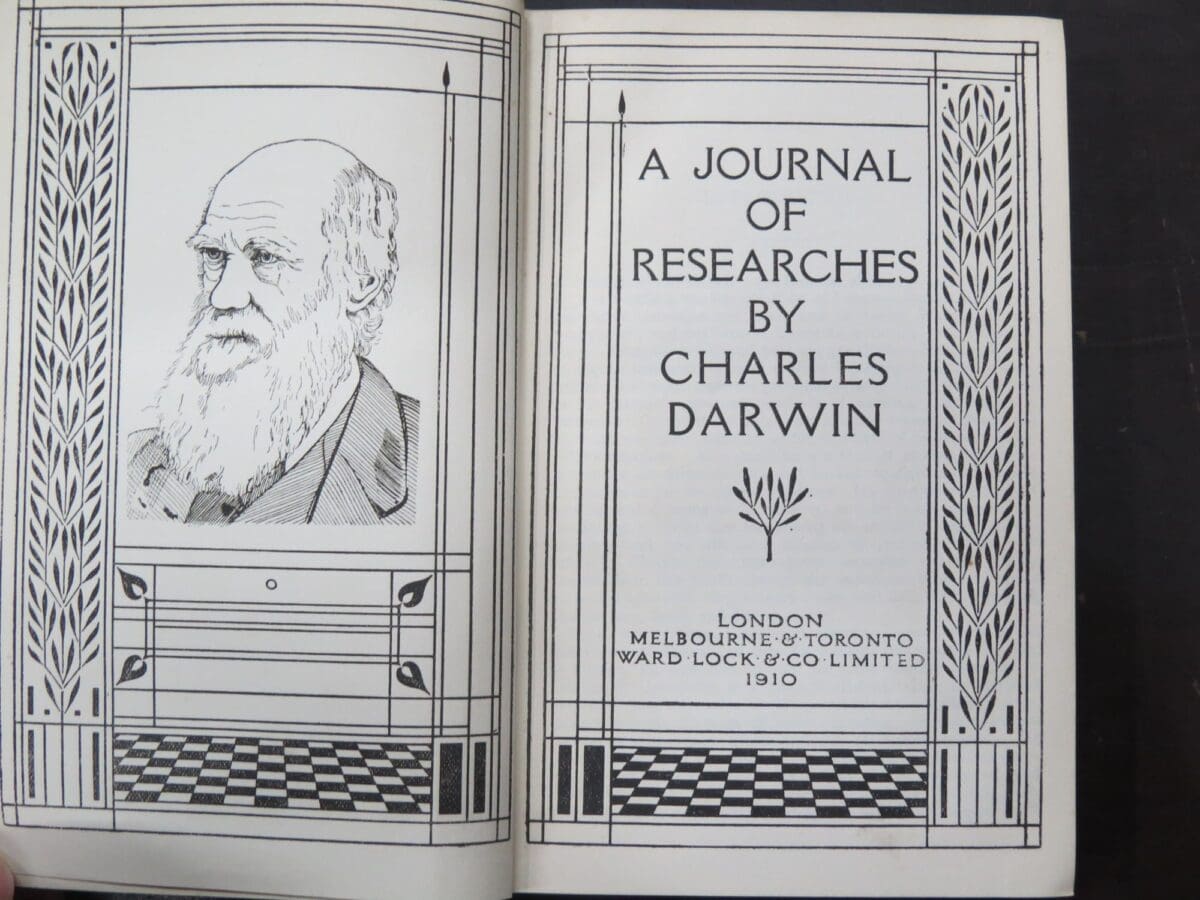 A JOURNAL
OF
RESEARCHES
BY
CHARLES
DARWIN
LONDON
MELBOURNE·&·TORONTO
WARD·LOCK·&·CO·LIMITED
1910